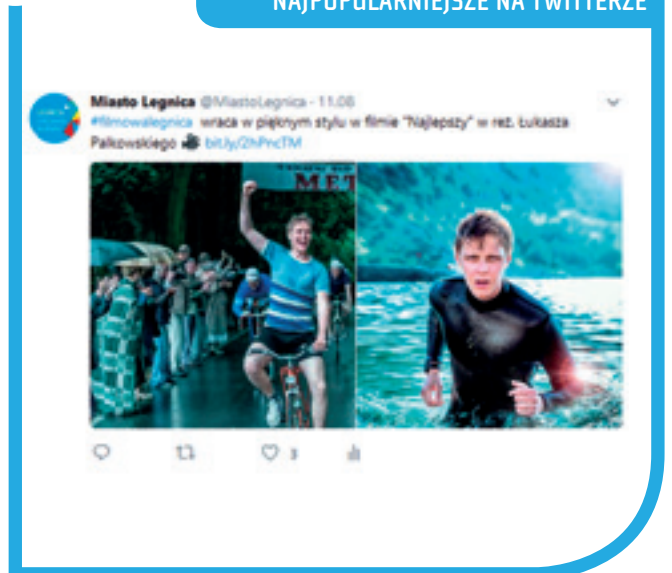 NAJPOPULARNIEJSZE NA TWITTERZE
Miasto Legnica @MiastoLegnica - 11.08
#filmowalegnica wraca w pięknym stylu w filmie "Najlepszy" w reż. Łukasza
Palkowskiego bit.ly/2hPncTM
MET
3